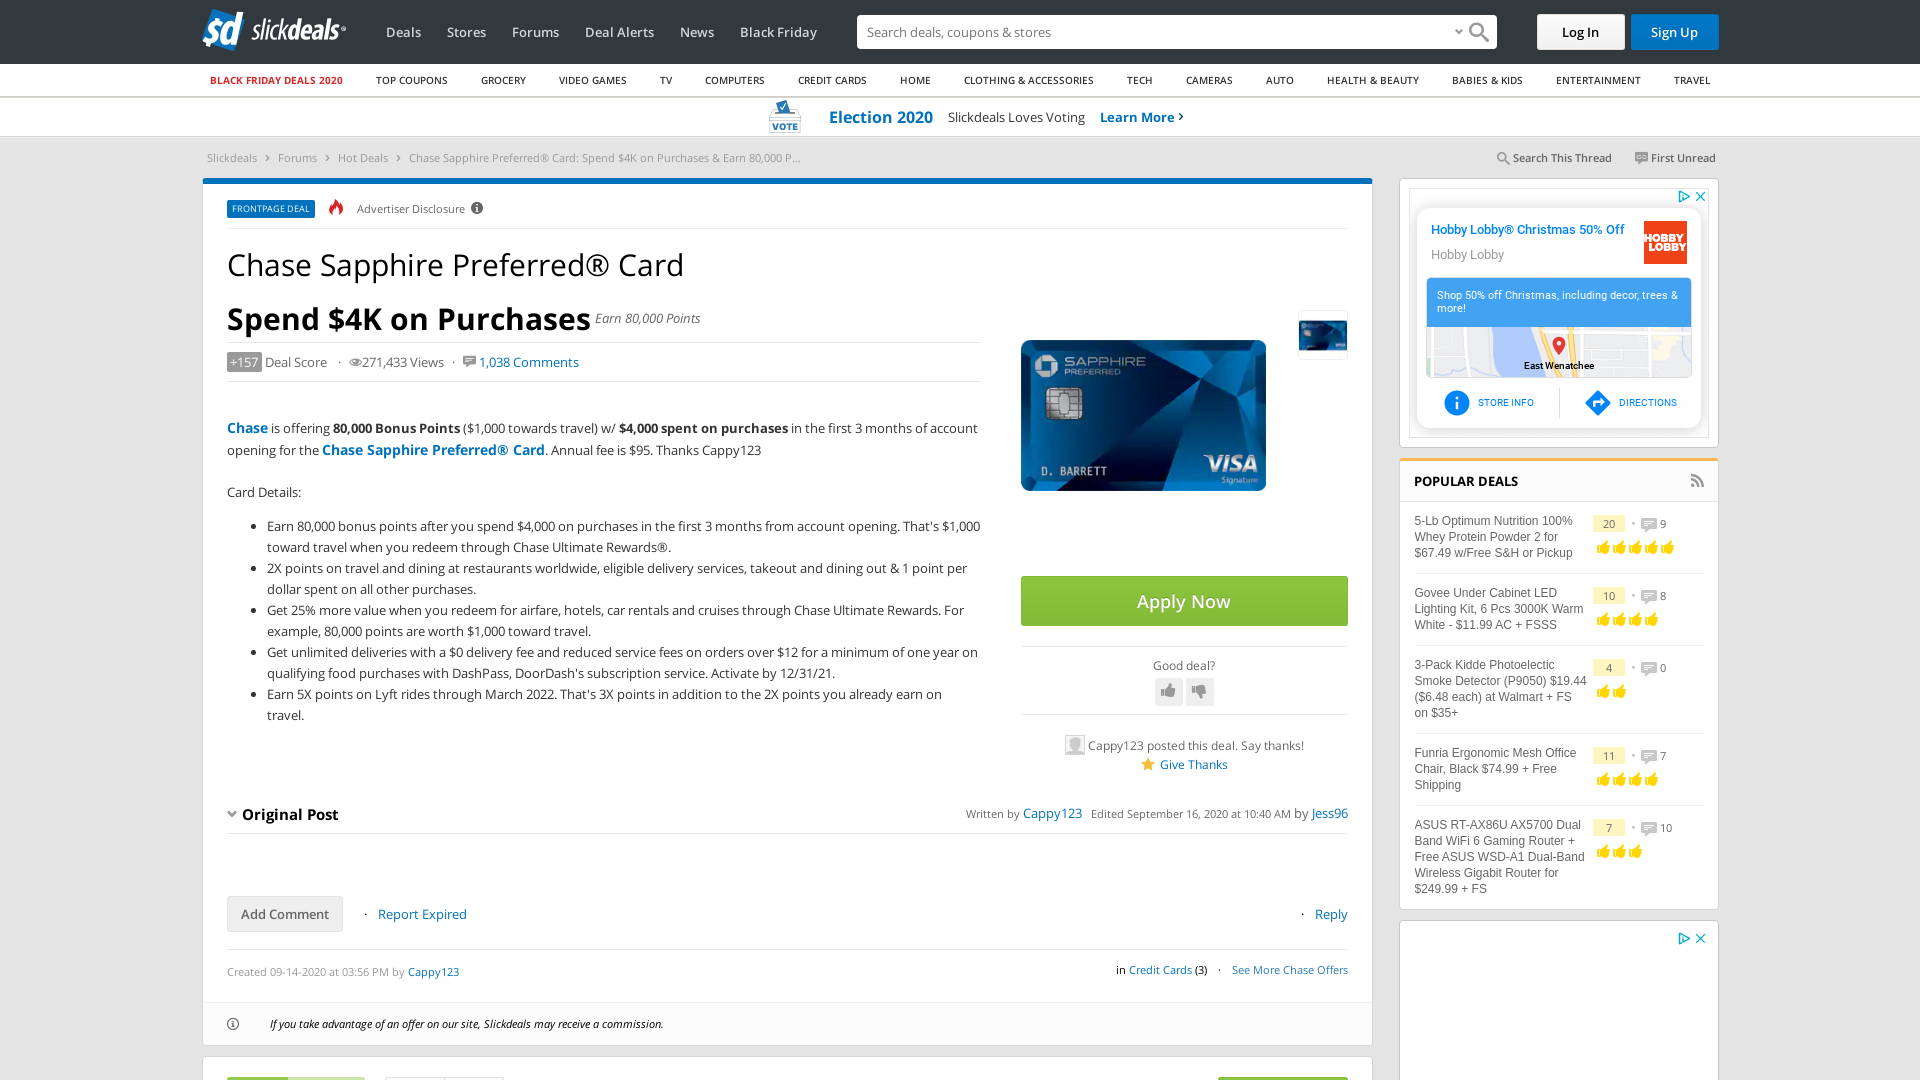 slickdeals
Deals
Stores
Forums
Deal Alerts
News
Black Friday
Search deals, coupons & stores
Log In
Sign Up
BLACK FRIDAY DEALS 2020
TOP COUPONS
GROCERY
VIDEO GAMES
TV
COMPUTERS
CREDIT CARDS
HOME
CLOTHING & ACCESSORIES
TECH
CAMERAS
AUTO
HEALTH & BEAUTY
BABIES & KIDS
ENTERTAINMENT
TRAVEL
VOTE
Election 2020 Slickdeals Loves Voting Learn More
Slickdeals > Forums > Hot Deals > Chase Sapphire Preferred® Card: Spend $4K on Purchases & Earn 80,000 P...
Search This Thread
First Unread
FRONTPAGE DEAL
Advertiser Disclosure
Chase Sapphire Preferred® Card
Spend $4K on Purchases Earn 80,000 Points
+157 Deal Score · 271,433 Views · 1,038 Comments
Chase is offering 80,000 Bonus Points ($1,000 towards travel) w/ $4,000 spent on purchases in the first 3 months of account
opening for the Chase Sapphire Preferred® Card. Annual fee is $95. Thanks Cappy123
Card Details:
• Earn 80,000 bonus points after you spend $4,000 on purchases in the first 3 months from account opening. That's $1,000
toward travel when you redeem through Chase Ultimate Rewards®.
• 2X points on travel and dining at restaurants worldwide, eligible delivery services, takeout and dining out & 1 point per
dollar spent on all other purchases.
• Get 25% more value when you redeem for airfare, hotels, car rentals and cruises through Chase Ultimate Rewards. For
example, 80,000 points are worth $1,000 toward travel.
• Get unlimited deliveries with a $0 delivery fee and reduced service fees on orders over $12 for a minimum of one year on
qualifying food purchases with DashPass, DoorDash's subscription service. Activate by 12/31/21.
• Earn 5X points on Lyft rides through March 2022. That's 3X points in addition to the 2X points you already earn on
travel.
SAPPHIRE
PREFERRED
D. BARRETT
VISA
Signature
Apply Now
Good deal?
Cappy123 posted this deal. Say thanks!
Give Thanks
Original Post
Written by Cappy123 Edited September 16, 2020 at 10:40 AM by Jess96
Add Comment
· Report Expired
· Reply
Created 09-14-2020 at 03:56 PM by Cappy123
in Credit Cards (3) · See More Chase Offers
If you take advantage of an offer on our site, Slickdeals may receive a commission.
Hobby Lobby® Christmas 50% Off
Hobby Lobby
HOBBY
LOBBY
Shop 50% off Christmas, including decor, trees &
more!
East Wenatchee
STORE INFO
DIRECTIONS
POPULAR DEALS
5-Lb Optimum Nutrition 100%
Whey Protein Powder 2 for
$67.49 w/Free S&H or Pickup
20 • 9
Govee Under Cabinet LED
Lighting Kit, 6 Pcs 3000K Warm
White - $11.99 AC + FSSS
10 • 8
3-Pack Kidde Photoelectic
Smoke Detector (P9050) $19.44
($6.48 each) at Walmart + FS
on $35+
4 • 0
Funria Ergonomic Mesh Office
Chair, Black $74.99 + Free
Shipping
11 • 7
ASUS RT-AX86U AX5700 Dual
Band WiFi 6 Gaming Router +
Free ASUS WSD-A1 Dual-Band
Wireless Gigabit Router for
$249.99 + FS
7 • 10